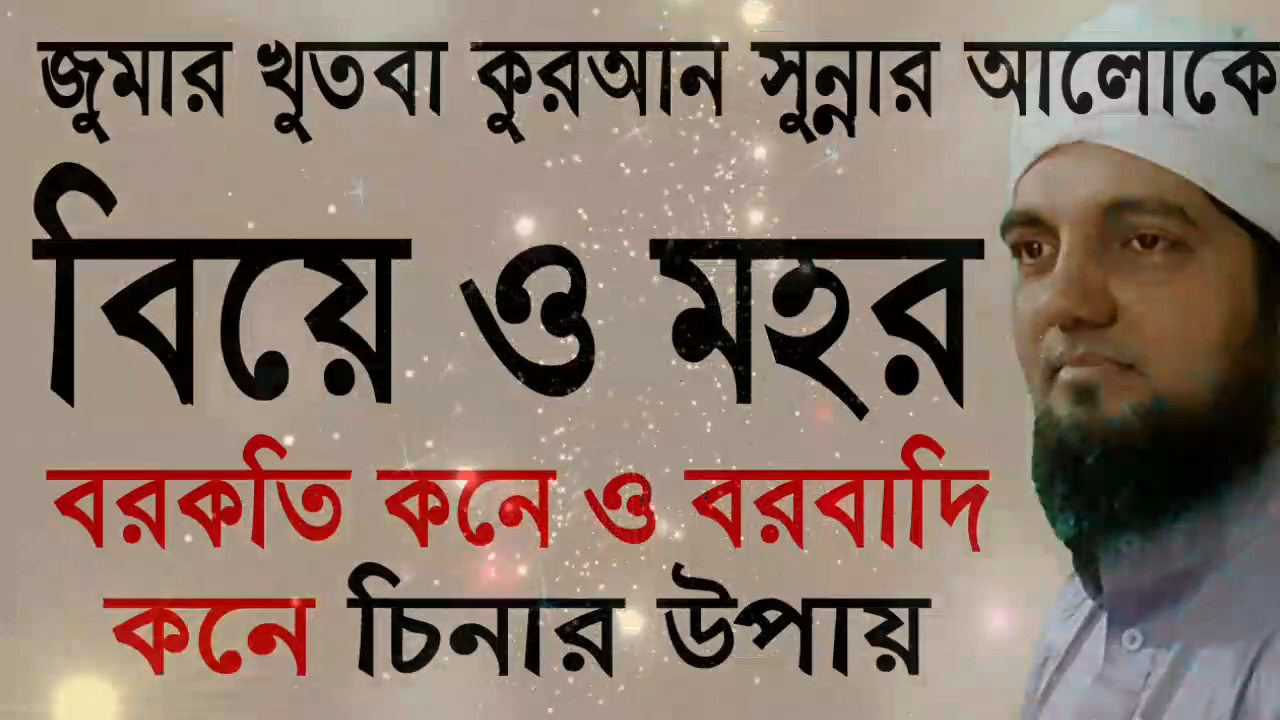 জুমার খুতবা কুরআন সুন্নার আলোকে
বিয়ে ও মহর
বরকতি কনে ও বরবাদি
কনে চিনার উপায়